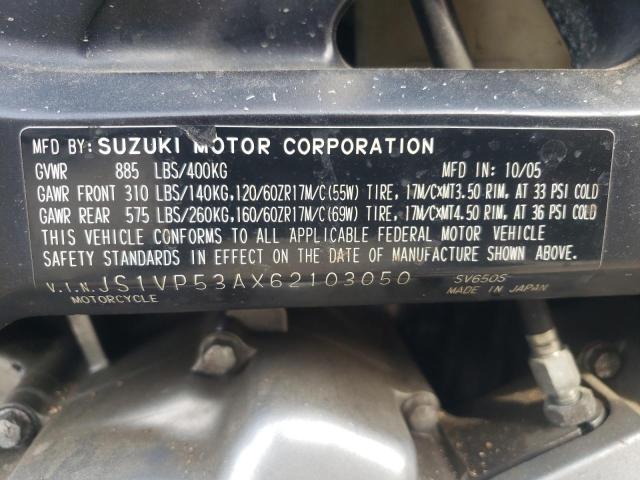 MFD BY: SUZUKI MOTOR CORPORATION
GVWR 885 LBS/400KG MFD IN: 10/05
GAWR FRONT 310 LBS/140KG,120/60ZR17M/C(55W) TIRE, 17M/C×MT3.50 RIM, AT 33 PSI COLD
GAWR REAR 575 LBS/260KG,160/60ZR17M/C(69W) TIRE, 17M/C×MT4.50 RIM, AT 36 PSI COLD
THIS VEHICLE CONFORMS TO ALL APPLICABLE FEDERAL MOTOR VEHICLE
SAFETY STANDARDS IN EFFECT ON THE DATE OF MANUFACTURE SHOWN ABOVE.
V.I.N. JS1VP53AX62103050 SV650S
MOTORCYCLE MADE IN JAPAN